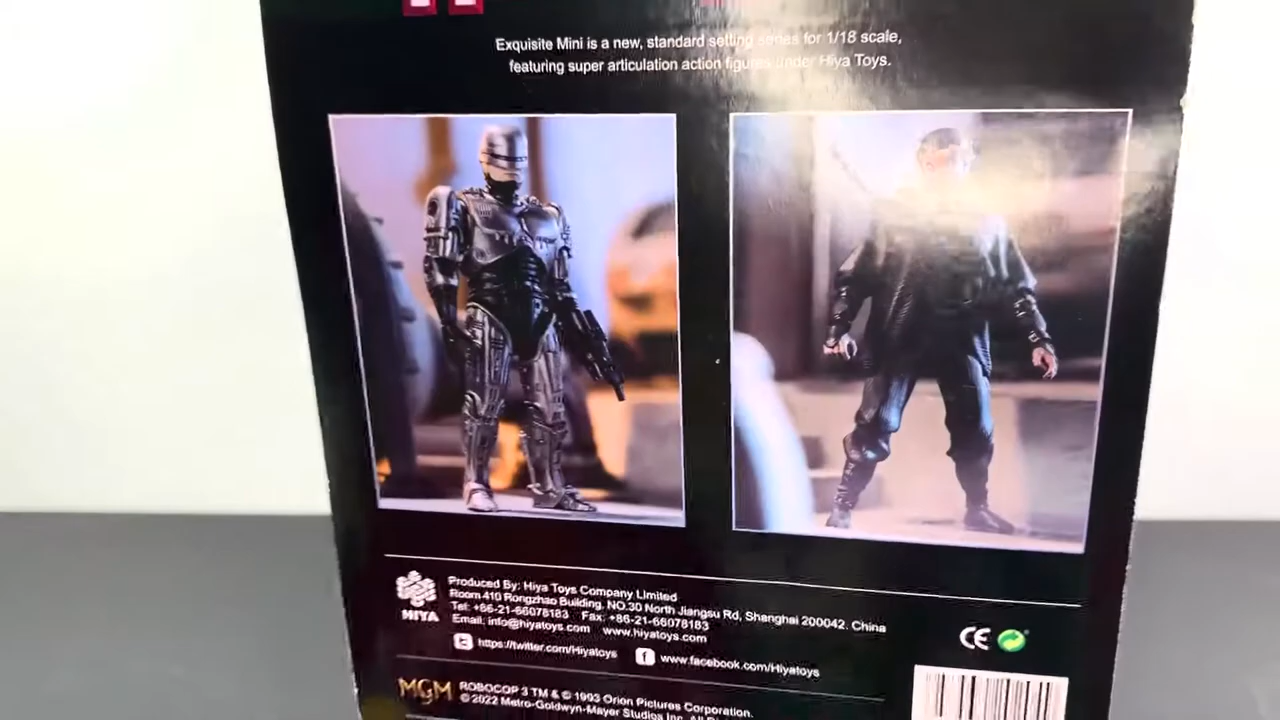 Exquisite Mini is a new, standard setting series for 1/18 scale,
featuring super articulation action figures under Hiya Toys.
HIYA
Produced By: Hiya Toys Company Limited
Room 410 Rongzhao Building, NO.30 North Jiangsu Rd, Shanghai 200042. China
Tel: +86-21-66078183 Fax: +86-21-66078183
Email: info@hiyatoys.com www.hiyatoys.com
https://twitter.com/Hiyatoys
www.facebook.com/Hiyatoys
CE
MGM
ROBOCOP 3 TM & © 1993 Orion Pictures Corporation.
© 2022 Metro-Goldwyn-Mayer Studios Inc. All